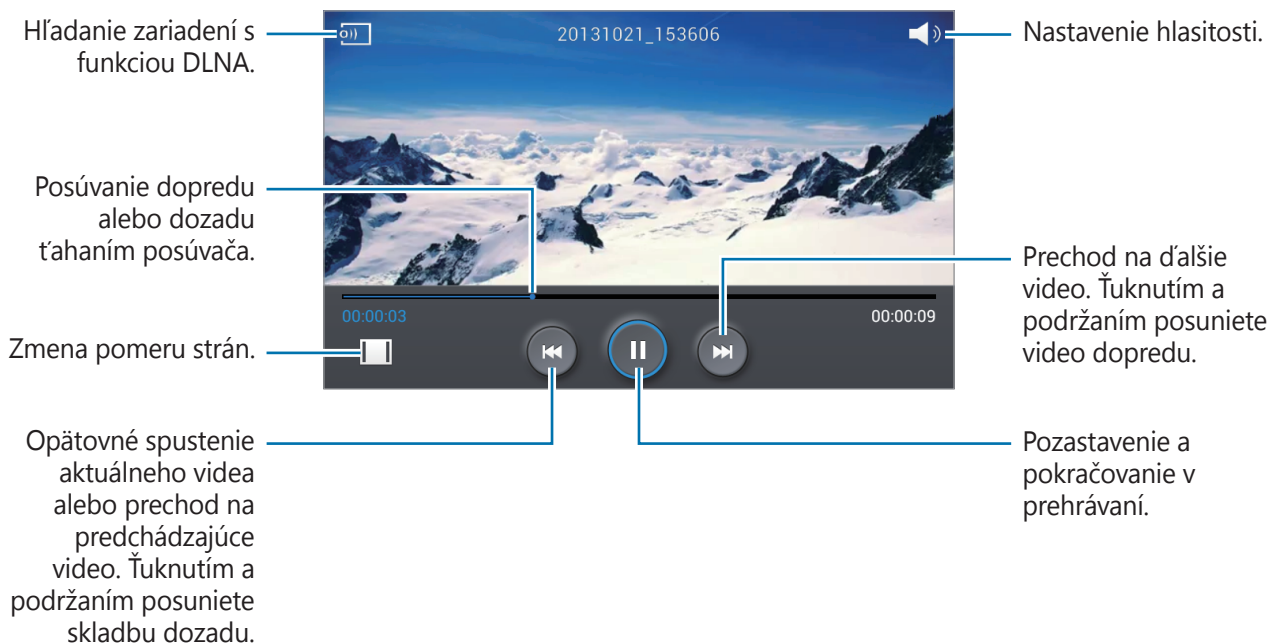 Hľadanie zariadení s
funkciou DLNA.
20131021_153606
Nastavenie hlasitosti.
Posúvanie dopredu
alebo dozadu
ťahaním posúvača.
Prechod na ďalšie
video. Ťuknutím a
podržaním posuniete
video dopredu.
00:00:03
00:00:09
Zmena pomeru strán.
Opätovné spustenie
aktuálneho videa
alebo prechod na
predchádzajúce
video. Ťuknutím a
podržaním posuniete
skladbu dozadu.
Pozastavenie a
pokračovanie v
prehrávaní.